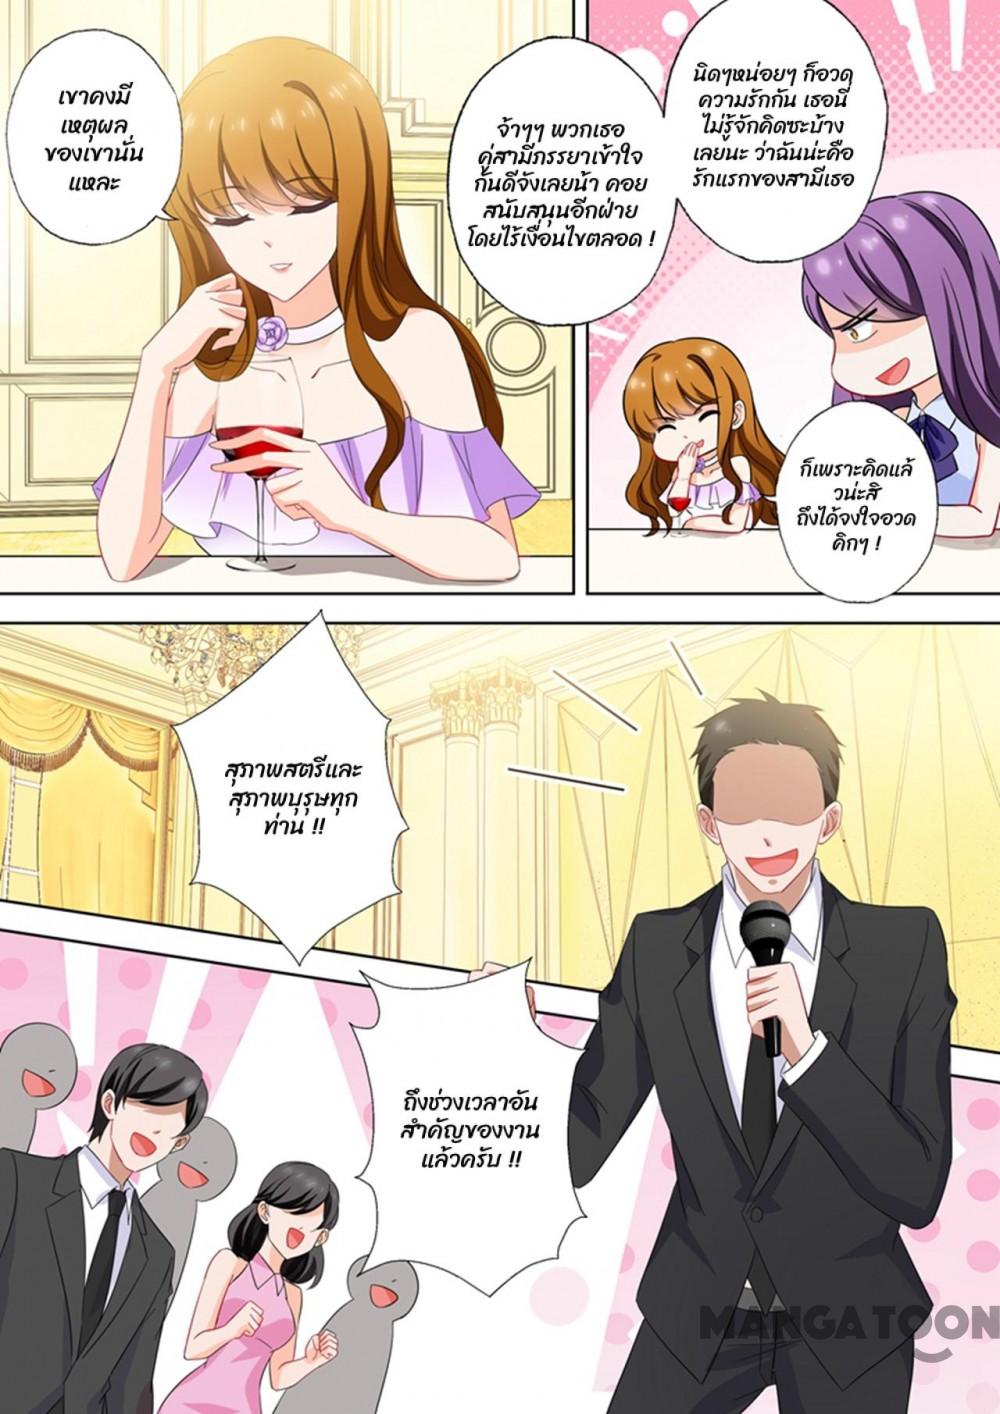 เขาคงมี
เหตุผล
ของเขานั่น
แหละ
จ้าๆๆ พวกเธอ
คู่สามีภรรยาเข้าใจ
กันดีจังเลยน้า คอย
สนับสนุนอีกฝ่าย
โดยไร้เงื่อนไขตลอด !
นิดๆหน่อยๆ ก็อวด
ความรักกัน เธอนี่
ไม่รู้จักคิดซะบ้าง
เลยนะ ว่าฉันน่ะคือ
รักแรกของสามีเธอ
ก็เพราะคิดแล้
วน่ะสิ
ถึงได้จงใจอวด
คิกๆ !
สุภาพสตรีและ
สุภาพบุรุษทุก
ท่าน !!
ถึงช่วงเวลาอัน
สำคัญของงาน
แล้วครับ !!
MANGATOON